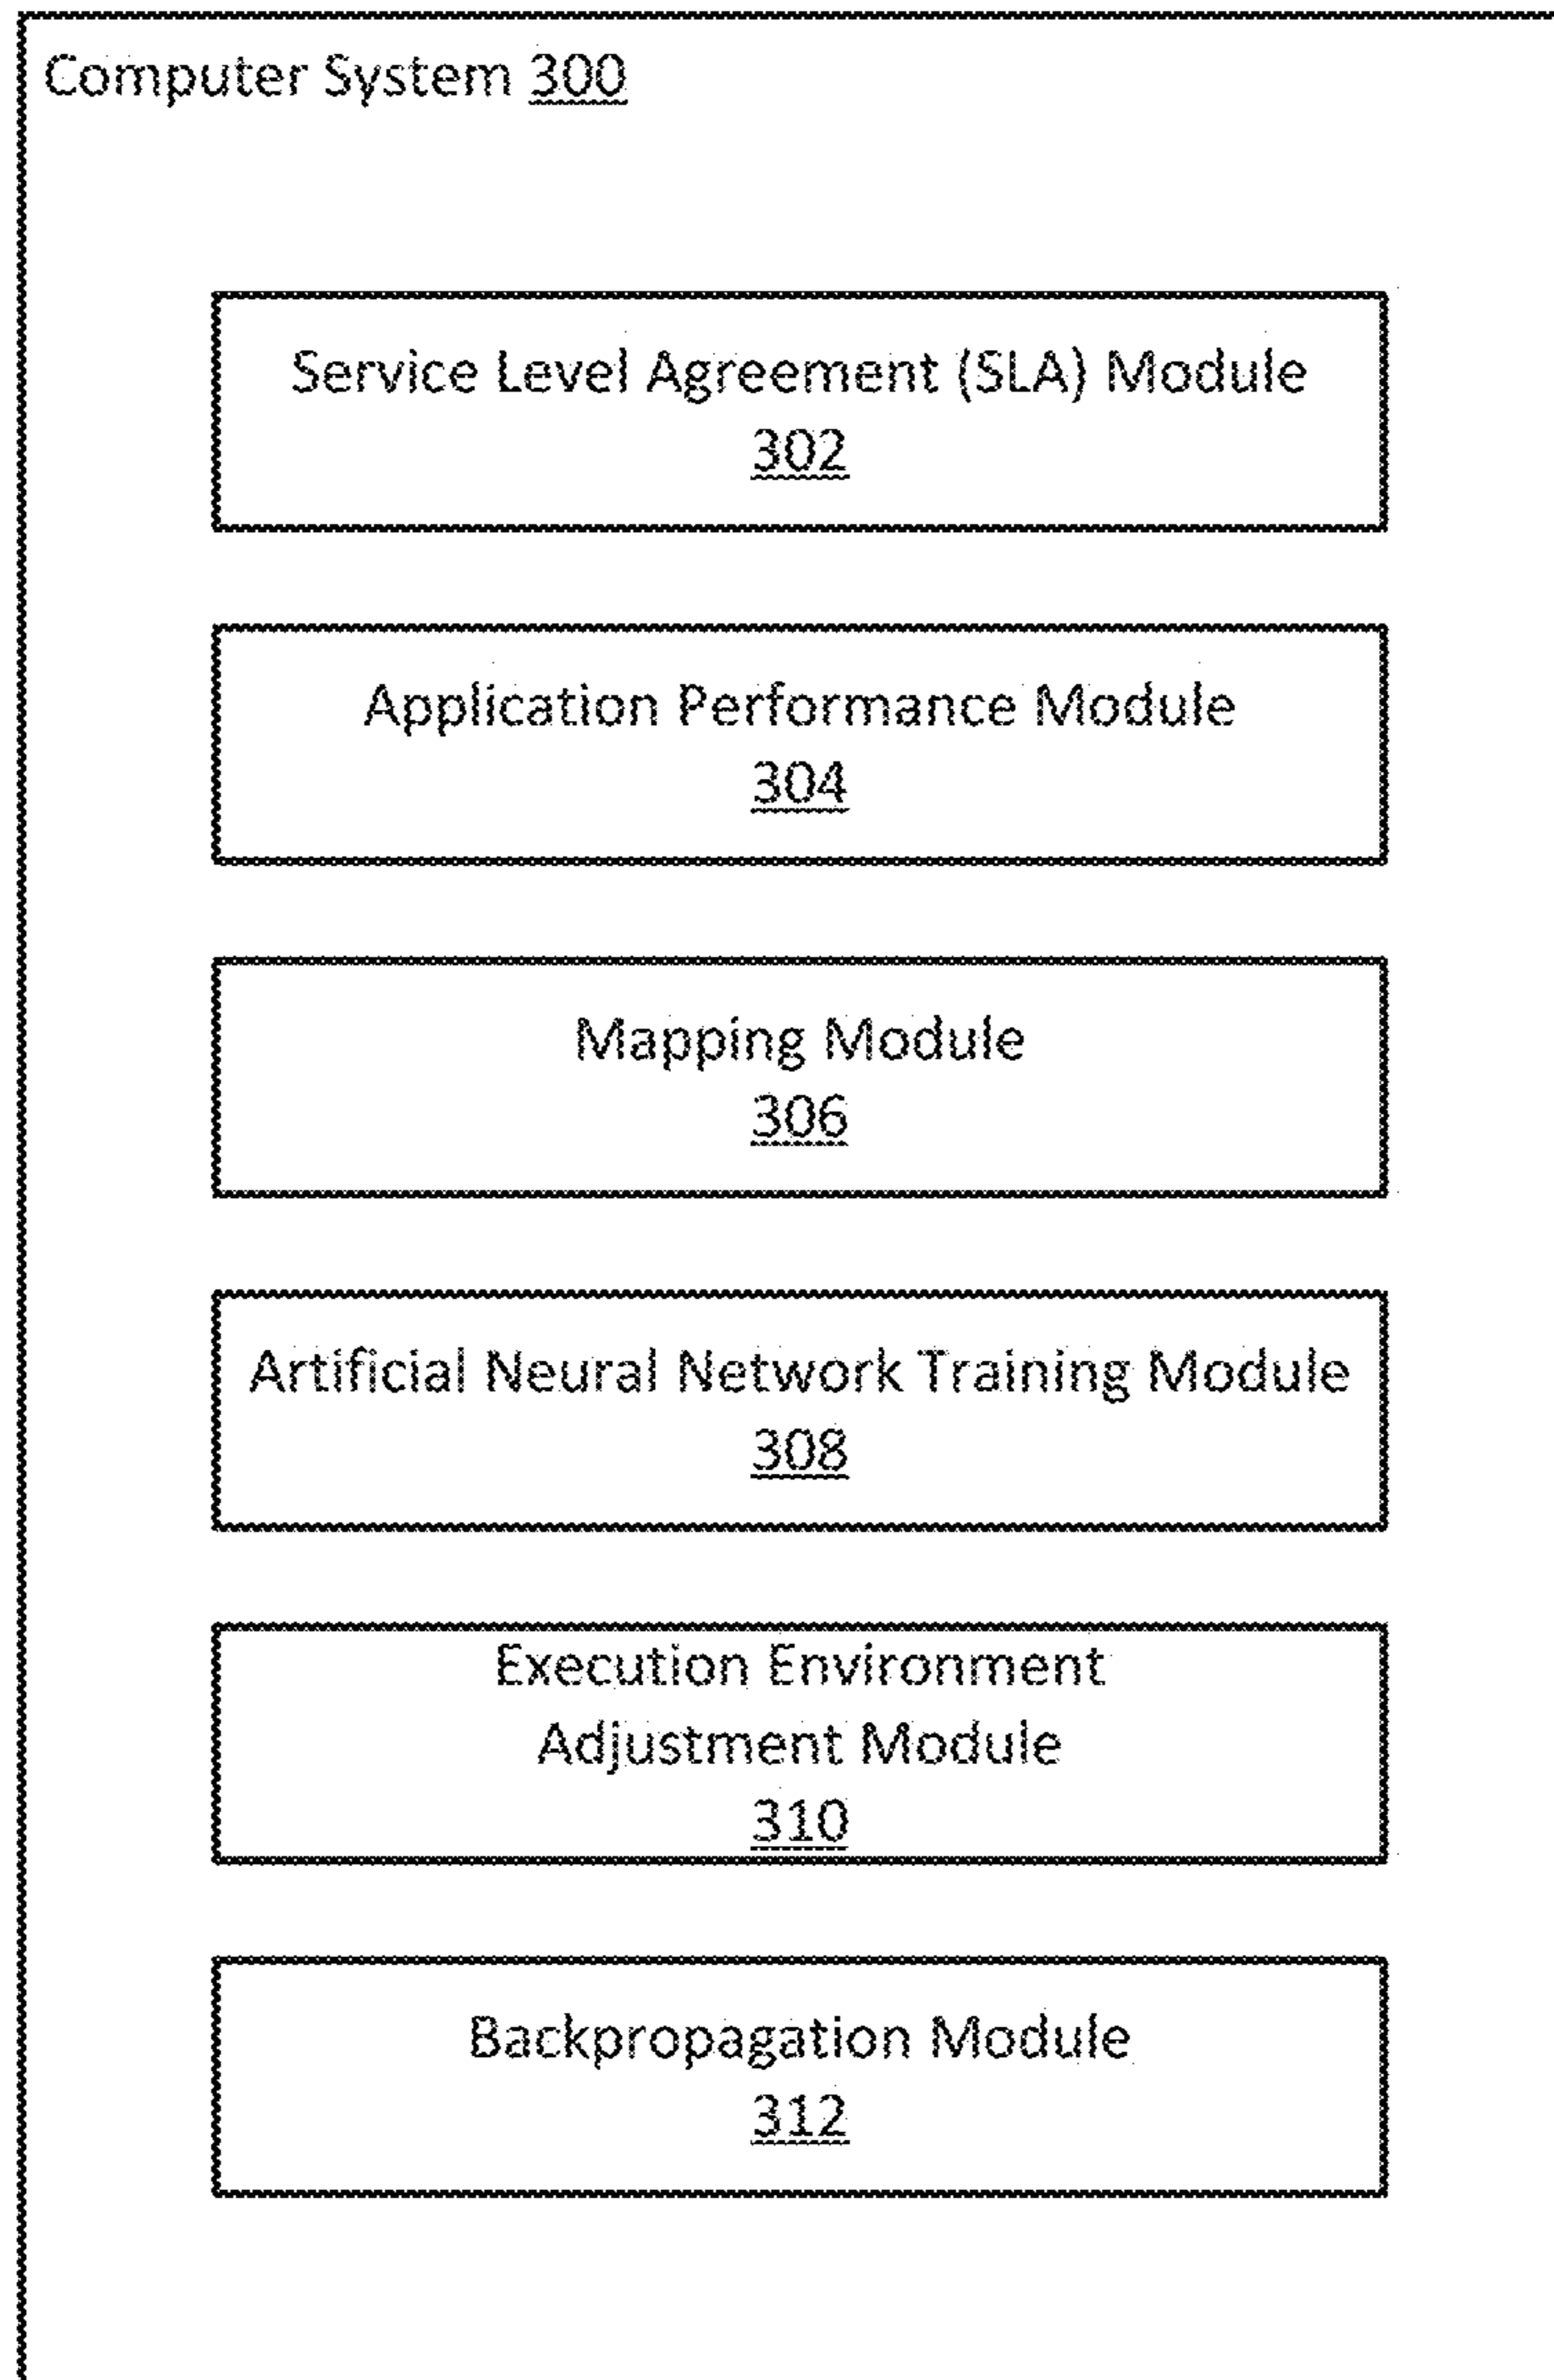 Computer System 300
Service Level Agreement (SLA) Module
302
Application Performance Module
304
Mapping Module
306
Artificial Neural Network Training Module
308
Execution Environment
Adjustment Module
310
Backpropagation Module
312